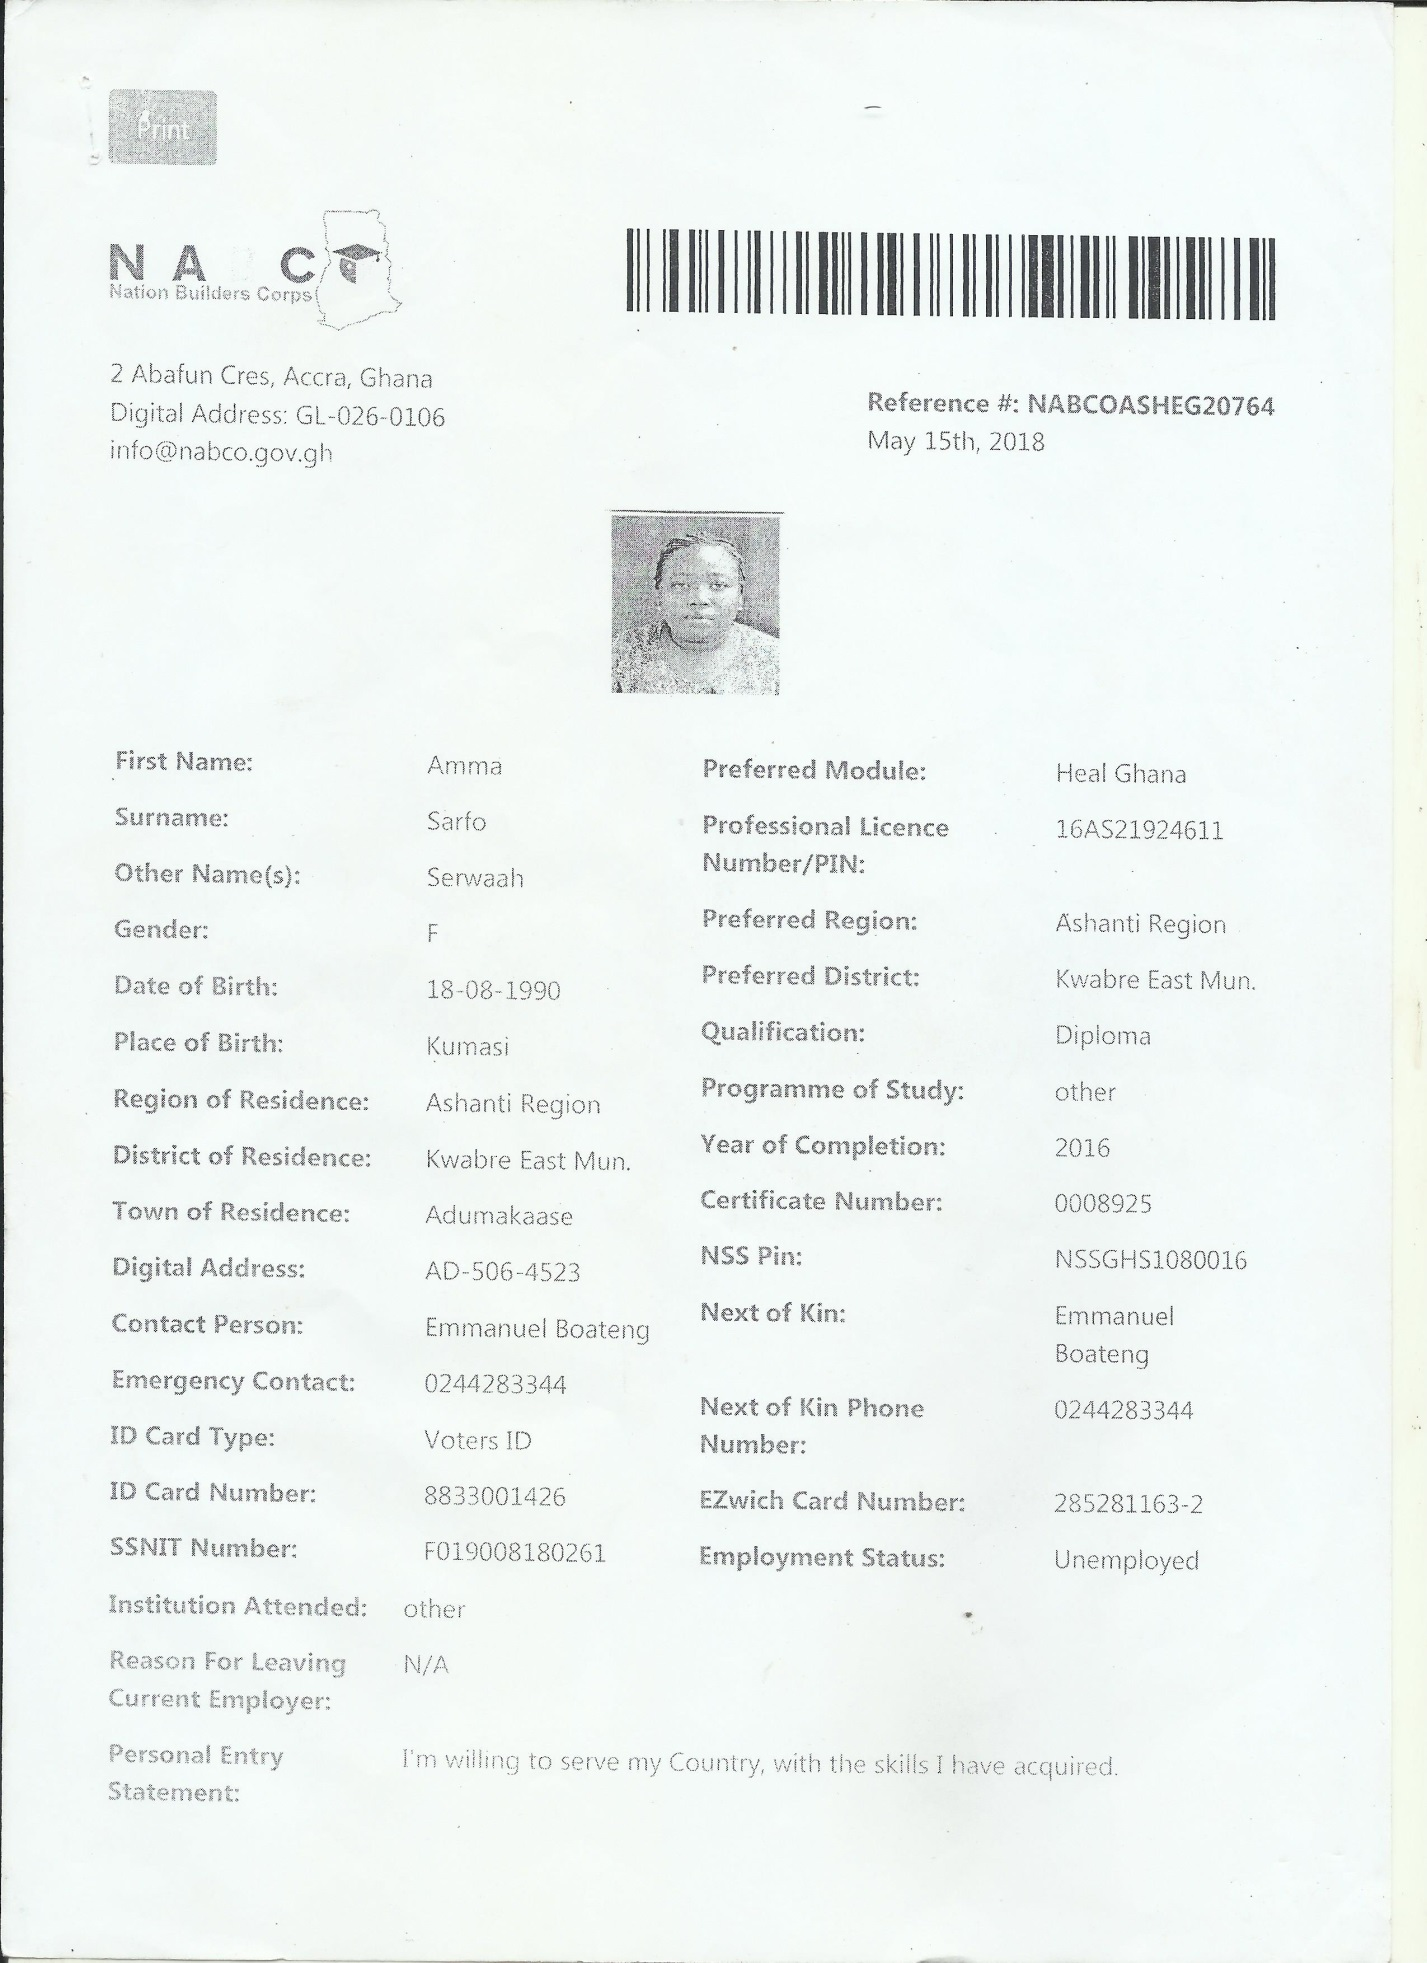 Print
NA C
Nation Builders Corps
2 Abafun Cres, Accra, Ghana
Digital Address: GL-026-0106
info@nabco.gov.gh
Reference #: NABCOASHEG20764
May 15th, 2018
First Name: Amma
Surname: Sarfo
Other Name(s): Serwaah
Gender: F
Date of Birth: 18-08-1990
Place of Birth: Kumasi
Region of Residence: Ashanti Region
District of Residence: Kwabre East Mun.
Town of Residence: Adumakaase
Digital Address: AD-506-4523
Contact Person: Emmanuel Boateng
Emergency Contact: 0244283344
ID Card Type: Voters ID
ID Card Number: 8833001426
SSNIT Number: F019008180261
Preferred Module: Heal Ghana
Professional Licence 16AS21924611
Number/PIN:
Preferred Region: Ashanti Region
Preferred District: Kwabre East Mun.
Qualification: Diploma
Programme of Study: other
Year of Completion: 2016
Certificate Number: 0008925
NSS Pin: NSSGHS1080016
Next of Kin: Emmanuel
Boateng
Next of Kin Phone 0244283344
Number:
EZwich Card Number: 285281163-2
Employment Status: Unemployed
Institution Attended: other
Reason For Leaving N/A
Current Employer:
Personal Entry I'm willing to serve my Country, with the skills I have acquired.
Statement: